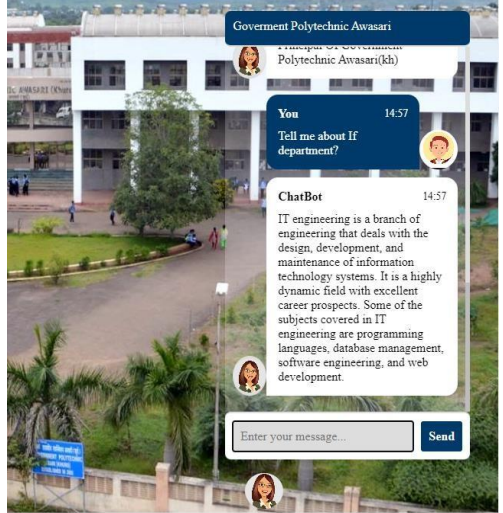 Goverment Polytechnic Awasari
Principal Of Government
Polytechnic Awasari(kh)
You 14:57
Tell me about If
department?
ChatBot 14:57
IT engineering is a branch of
engineering that deals with the
design, development, and
maintenance of information
technology systems. It is a highly
dynamic field with excellent
career prospects. Some of the
subjects covered in IT
engineering are programming
languages, database management,
software engineering, and web
development.
Enter your message... Send
AWASARI
GOVERNMENT POLYTECHNIC